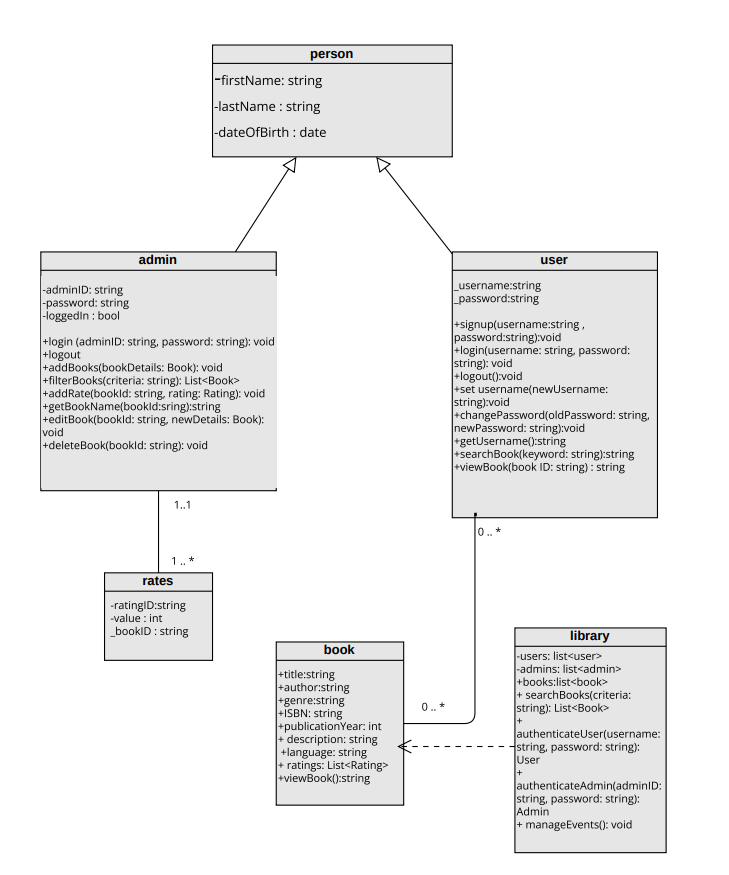 person
-firstName: string
-lastName : string
-dateOfBirth : date
admin
-adminID: string
-password: string
-loggedIn : bool
+login (adminID: string, password: string): void
+logout
+addBooks(bookDetails: Book): void
+filterBooks(criteria: string): List<Book>
+addRate(bookId: string, rating: Rating): void
+getBookName(bookId:sring):string
+editBook(bookId: string, newDetails: Book):
void
+deleteBook(bookId: string): void
user
_username:string
_password:string
+signup(username:string ,
password:string):void
+login(username: string, password:
string): void
+logout():void
+set username(newUsername:
string):void
+changePassword(oldPassword: string,
newPassword: string):void
+getUsername():string
+searchBook(keyword: string):string
+viewBook(book ID: string) : string
1..1
1 .. *
0 .. *
rates
-ratingID:string
-value : int
_bookID : string
book
+title:string
+author:string
+genre:string
+ISBN: string
+publicationYear: int
+ description: string
+language: string
+ ratings: List<Rating>
+viewBook():string
0 .. *
library
-users: list<user>
-admins: list<admin>
+books:list<book>
+ searchBooks(criteria:
string): List<Book>
+
authenticateUser(username:
string, password: string):
User
+
authenticateAdmin(adminID:
string, password: string):
Admin
+ manageEvents(): void